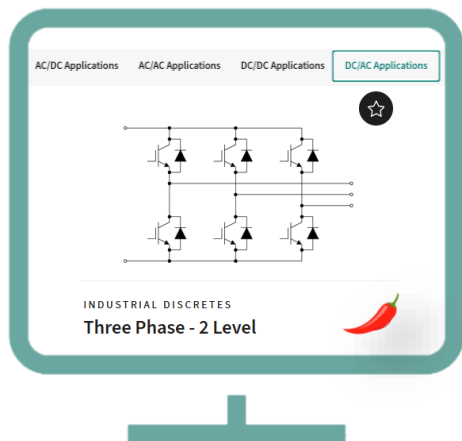 AC/DC Applications AC/AC Applications DC/DC Applications DC/AC Applications
INDUSTRIAL DISCRETES
Three Phase - 2 Level